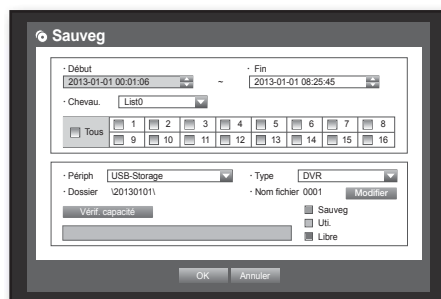 Sauveg
· Début
· Fin
2013-01-01 00:01:06
~
2013-01-01 08:25:45
· Chevau.
List0
Tous
1 2 3 4 5 6 7 8
9 10 11 12 13 14 15 16
· Périph
USB-Storage
· Type
DVR
· Dossier
\20130101\
· Nom fichier 0001
Modifier
Vérif. capacité
Sauveg
Uti.
Libre
OK
Annuler